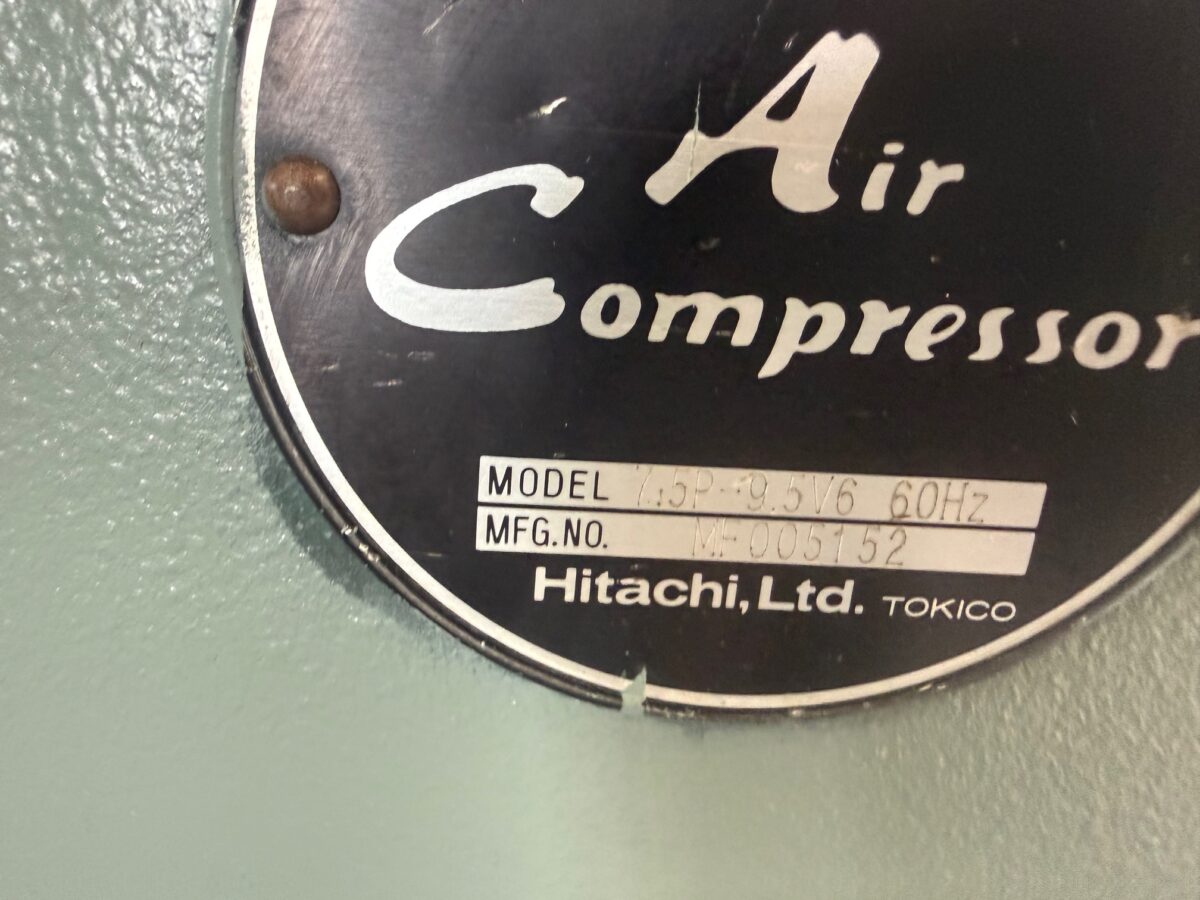 Air
Compressor
MODEL 7.5P-9.5V6 60Hz
MFG.NO. MF005152
Hitachi, Ltd. TOKICO